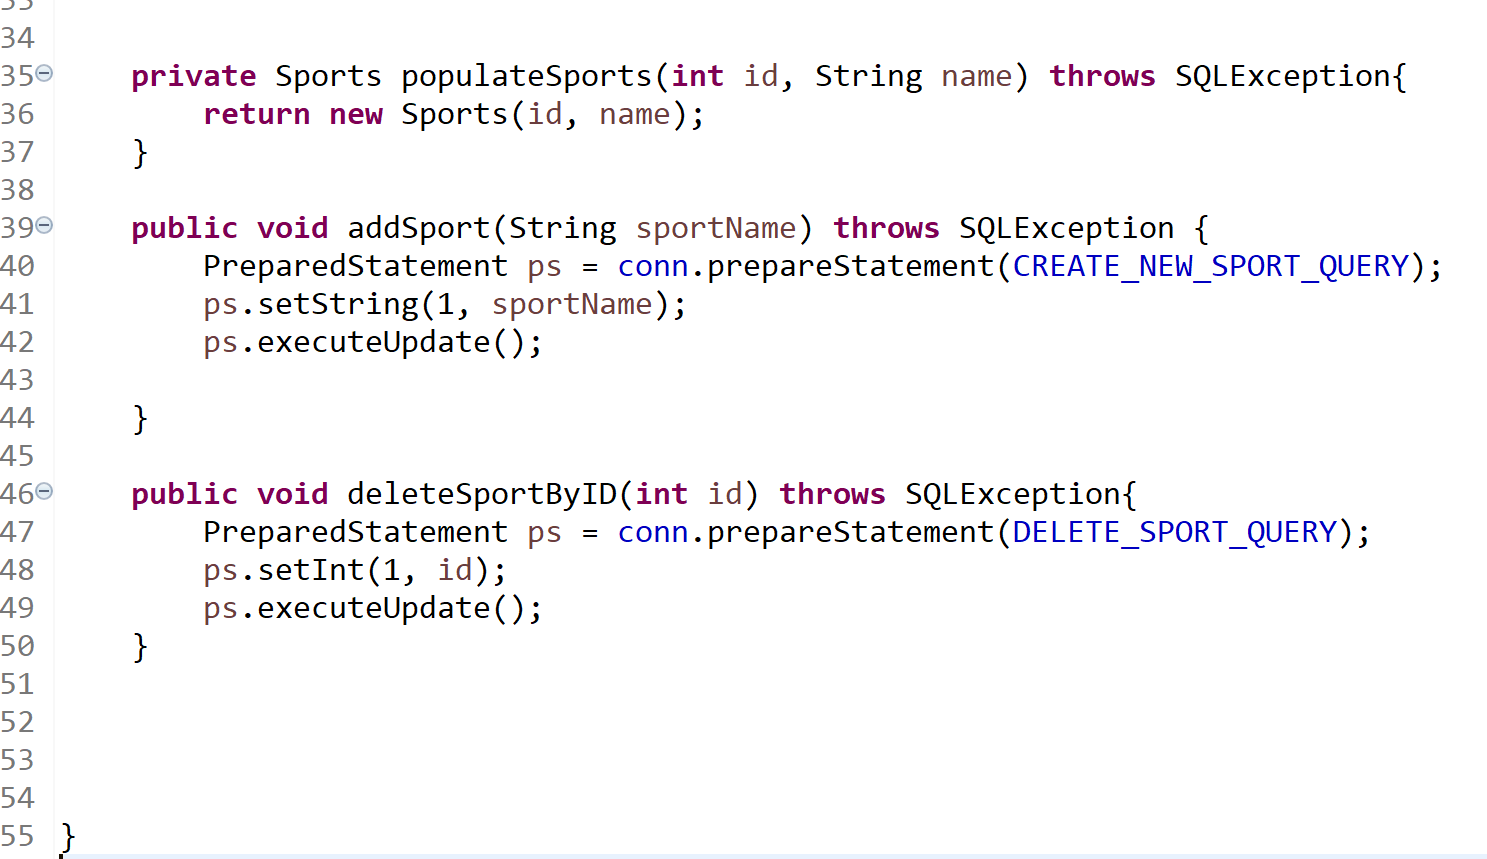 34
35 private Sports populateSports(int id, String name) throws SQLException{
36 return new Sports(id, name);
37 }
38
39 public void addSport(String sportName) throws SQLException {
40 PreparedStatement ps = conn.prepareStatement(CREATE_NEW_SPORT_QUERY);
41 ps.setString(1, sportName);
42 ps.executeUpdate();
43
44 }
45
46 public void deleteSportByID(int id) throws SQLException{
47 PreparedStatement ps = conn.prepareStatement(DELETE_SPORT_QUERY);
48 ps.setInt(1, id);
49 ps.executeUpdate();
50 }
51
52
53
54
55 }